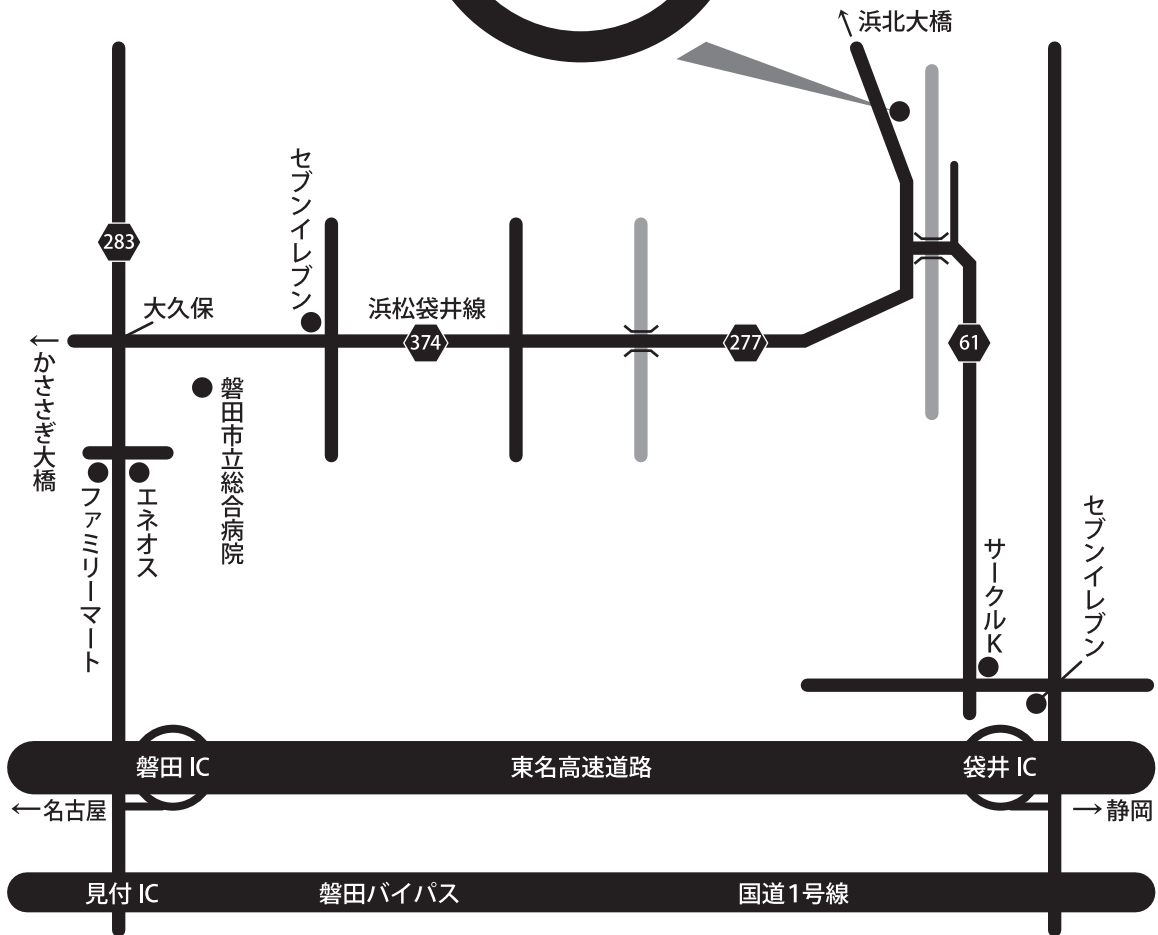 ↑浜北大橋
セブンイレブン
283
大久保
浜松袋井線
374
277
61
←かささぎ大橋
磐田市立総合病院
ファミリーマート
エネオス
サークルK
セブンイレブン
磐田 IC
東名高速道路
袋井 IC
←名古屋
→静岡
見付 IC
磐田バイパス
国道1号線